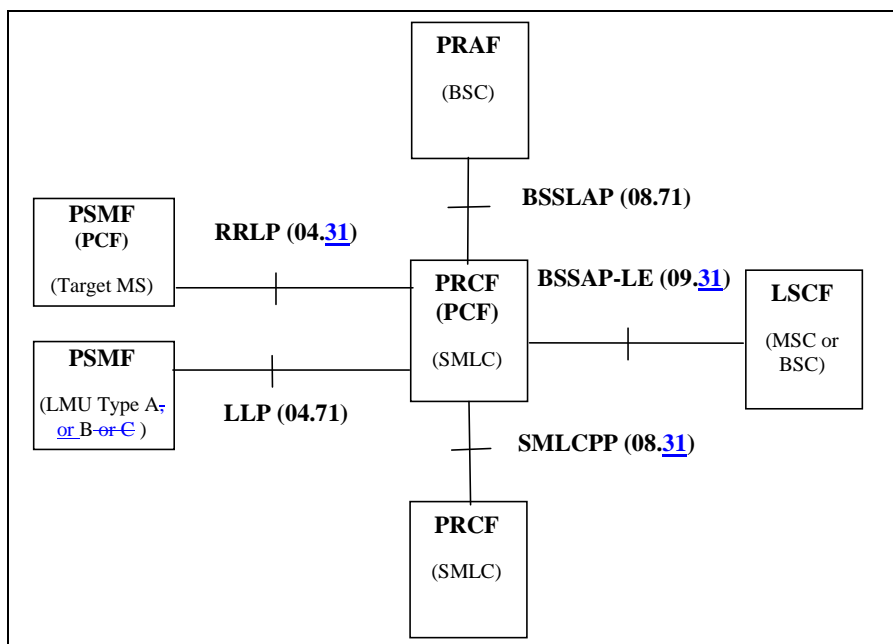 PRAF
(BSC)
BSSLAP (08.71)
PSMF
(PCF)
(Target MS)
RRLP (04.31)
PRCF
(PCF)
(SMLC)
BSSAP-LE (09.31)
LSCF
(MSC or
BSC)
PSMF
(LMU Type A,
or B or C )
LLP (04.71)
SMLCPP (08.31)
PRCF
(SMLC)